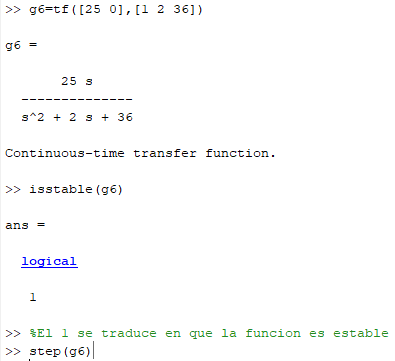 >> g6=tf([25 0],[1 2 36])
g6 =
25 s
--------------
s^2 + 2 s + 36
Continuous-time transfer function.
>> isstable(g6)
ans =
logical
1
>> %El 1 se traduce en que la funcion es estable
>> step(g6)